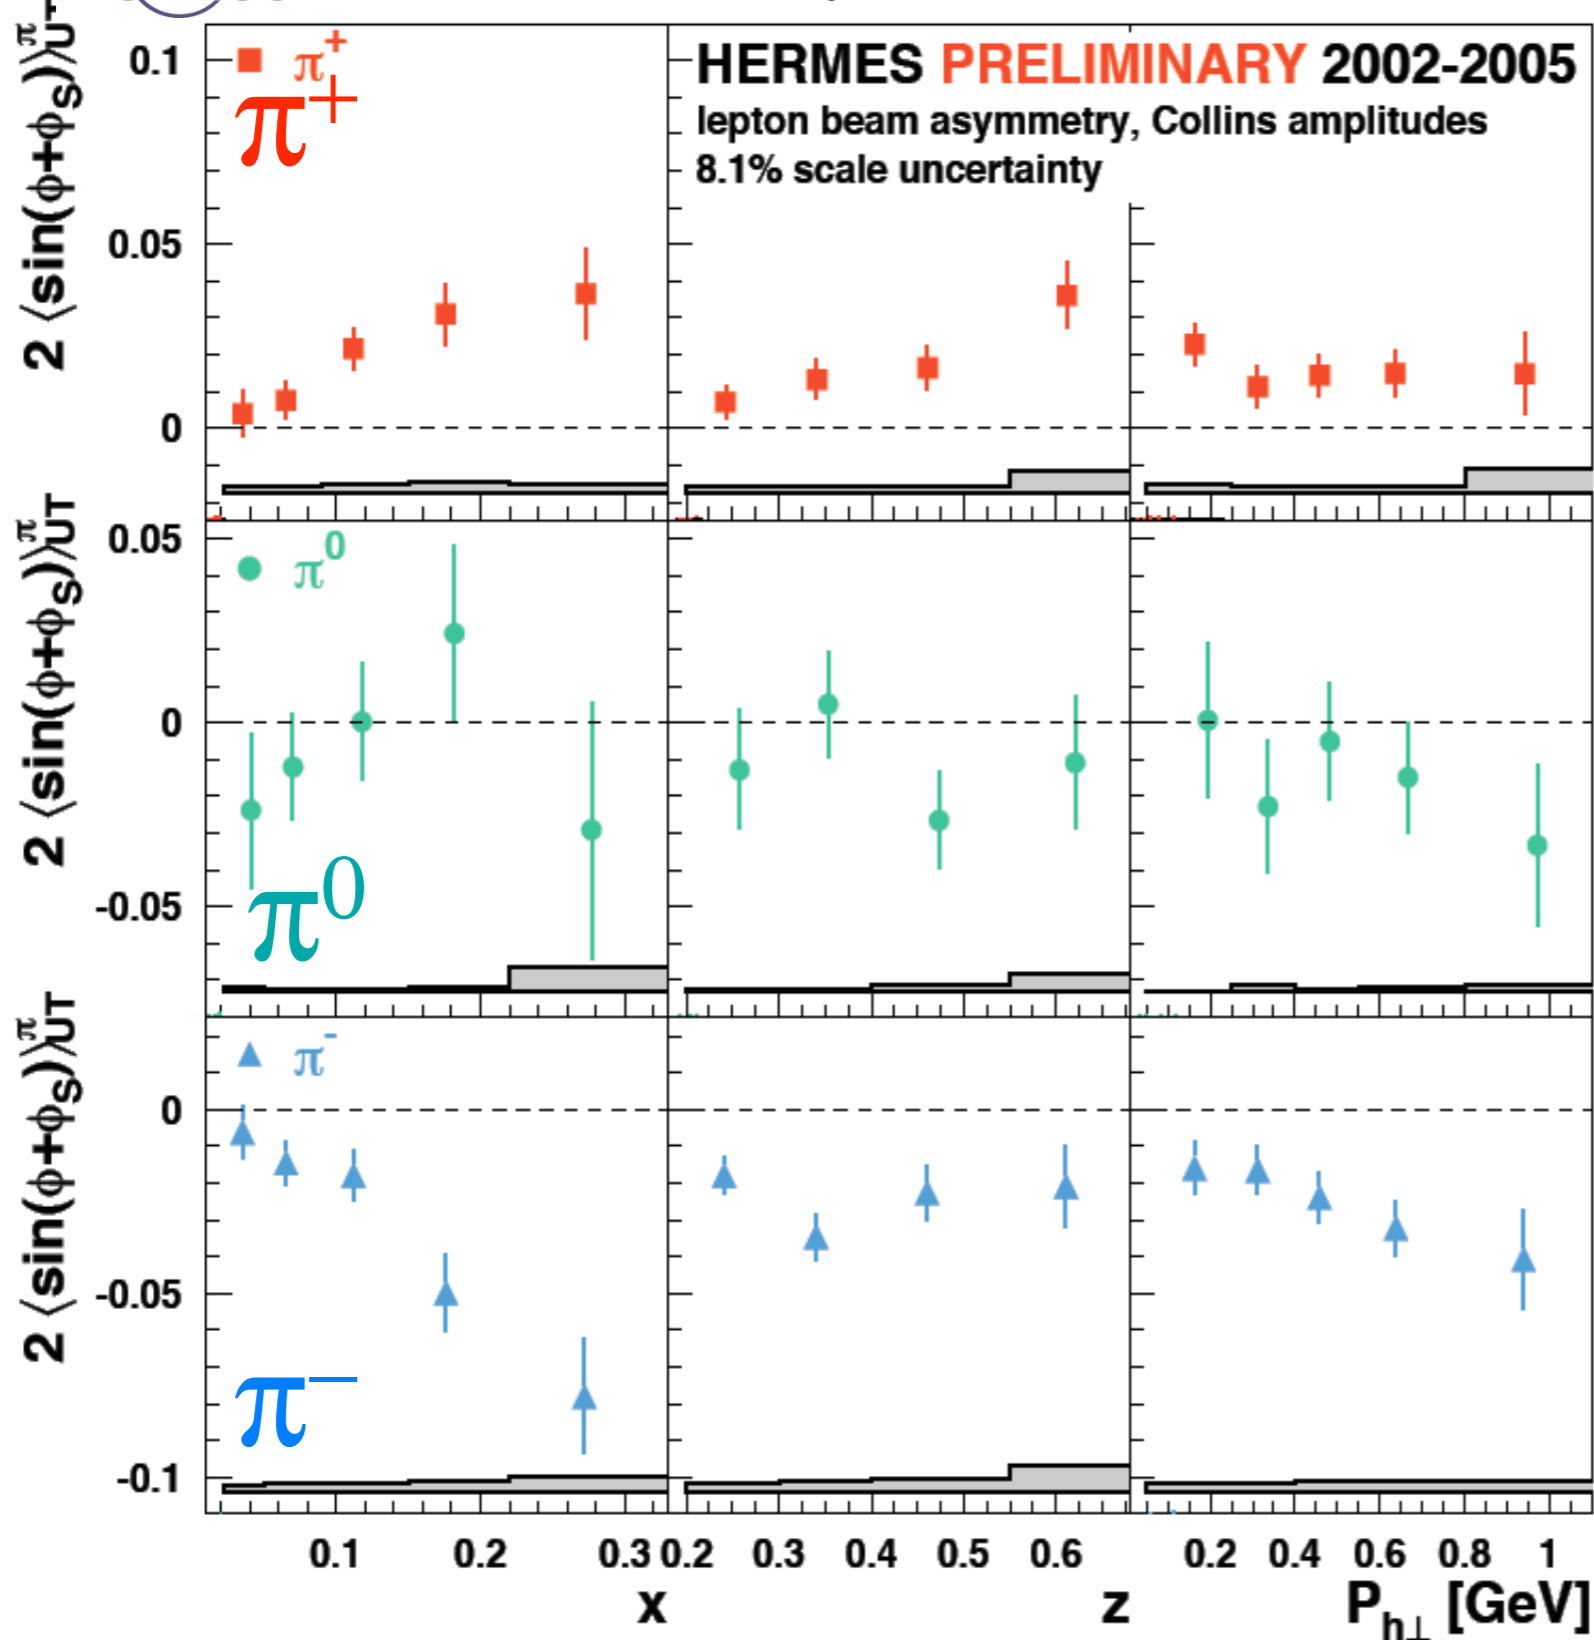 HERMES PRELIMINARY 2002-2005
lepton beam asymmetry, Collins amplitudes
8.1% scale uncertainty
2 ⟨sin(ϕ+ϕS)⟩πUT
π+
π+
0.1
0.05
0
2 ⟨sin(ϕ+ϕS)⟩πUT
π0
π0
0.05
0
-0.05
2 ⟨sin(ϕ+ϕS)⟩πUT
π-
π−
0
-0.05
-0.1
0.1 0.2 0.3 0.2 0.3 0.4 0.5 0.6 0.2 0.4 0.6 0.8 1
x z Ph⊥ [GeV]